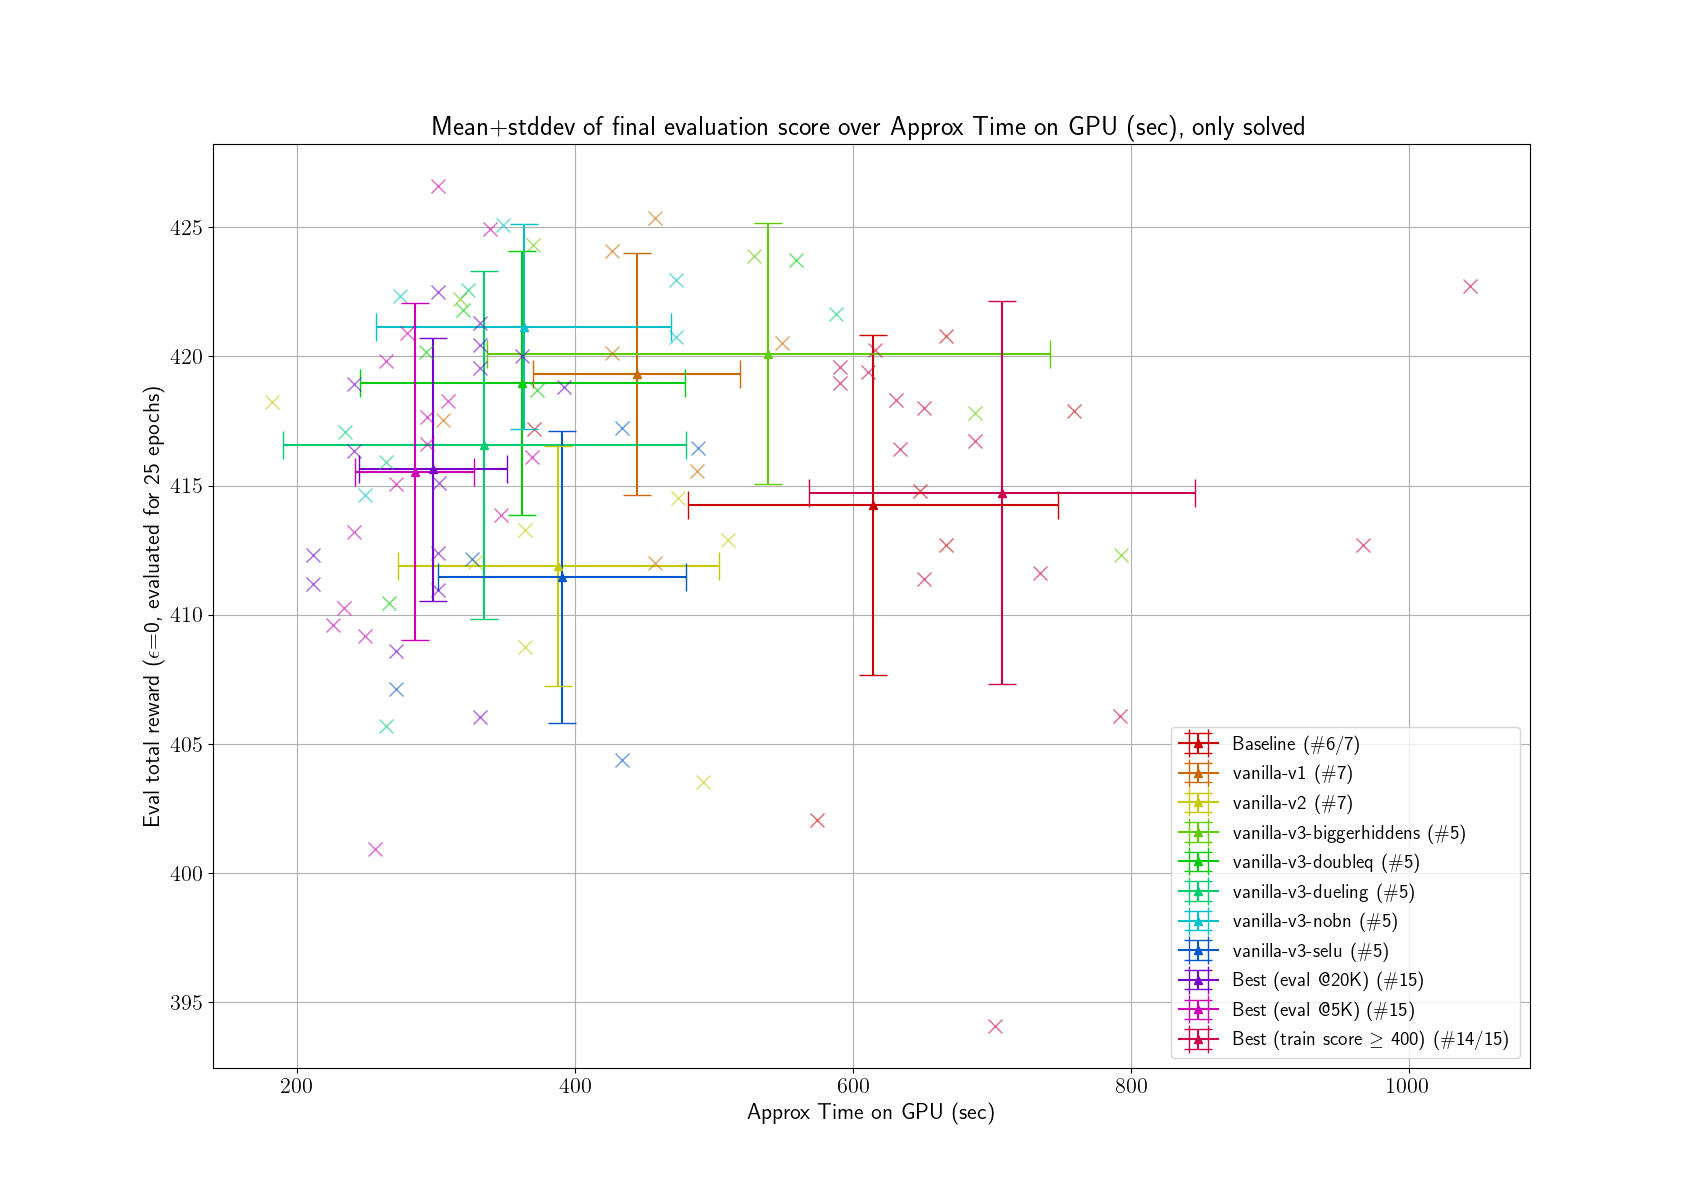 Mean+stddev of final evaluation score over Approx Time on GPU (sec), only solved
Eval total reward (ϵ=0, evaluated for 25 epochs)
425
420
415
410
405
400
395
Baseline (#6/7)
vanilla-v1 (#7)
vanilla-v2 (#7)
vanilla-v3-biggerhiddens (#5)
vanilla-v3-doubleq (#5)
vanilla-v3-dueling (#5)
vanilla-v3-nobn (#5)
vanilla-v3-selu (#5)
Best (eval @20K) (#15)
Best (eval @5K) (#15)
Best (train score ≥ 400) (#14/15)
200 400 600 800 1000
Approx Time on GPU (sec)